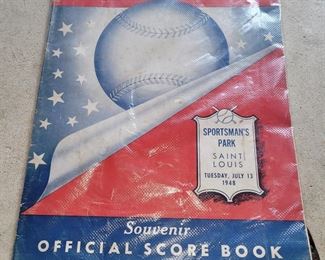 SPORTSMAN'S
PARK
SAINT
LOUIS
TUESDAY, JULY 13
1948
Souvenir
OFFICIAL SCORE BOOK